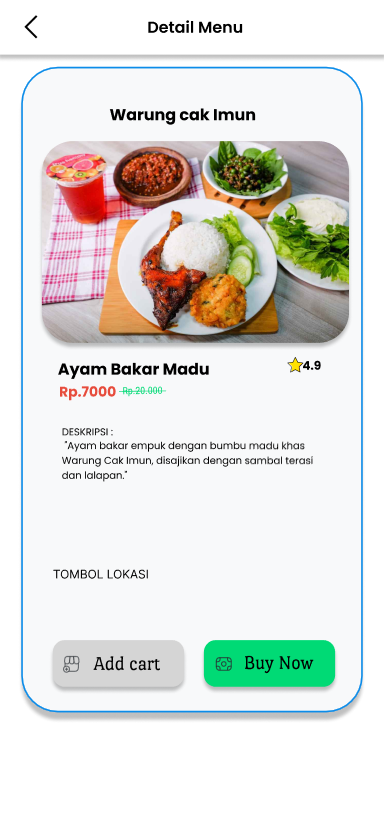 Detail Menu
Warung cak Imun
Ayam Bakar Madu
4.9
Rp.7000 Rp.20.000
DESKRIPSI :
"Ayam bakar empuk dengan bumbu madu khas
Warung Cak Imun, disajikan dengan sambal terasi
dan lalapan."
TOMBOL LOKASI
Add cart
Buy Now